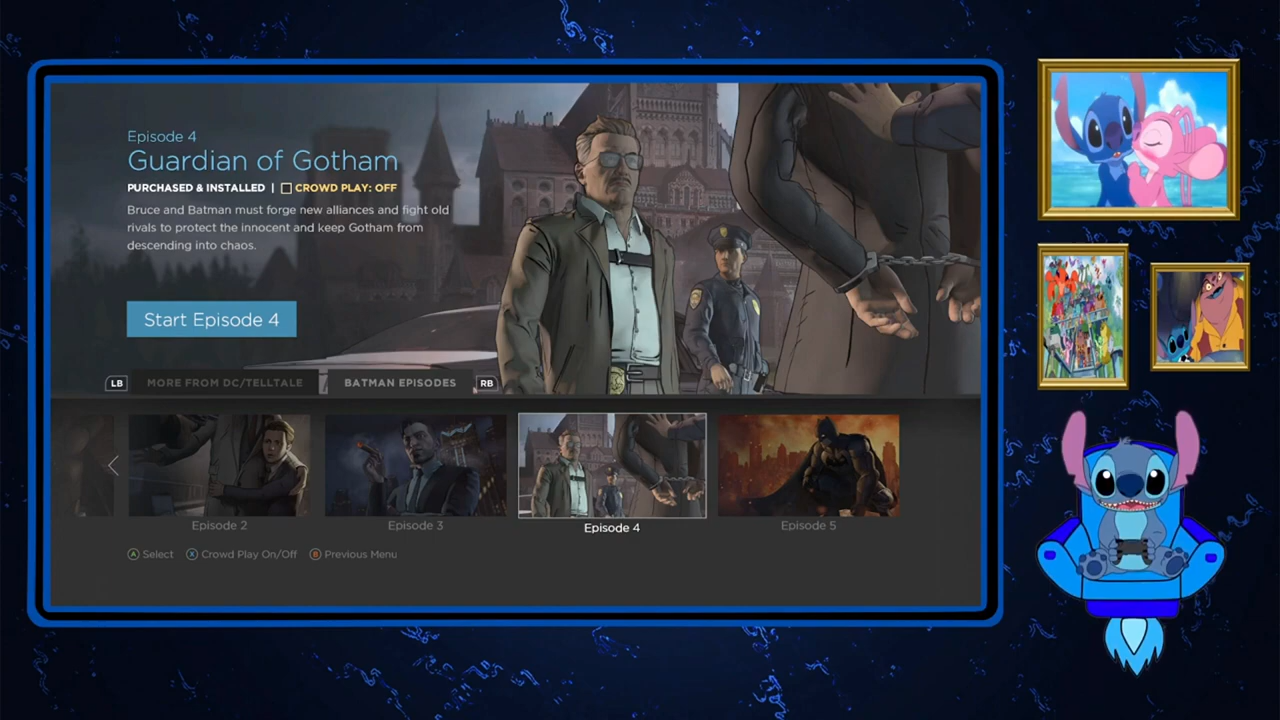 Episode 4
Guardian of Gotham
PURCHASED & INSTALLED | CROWD PLAY: OFF
Bruce and Batman must forge new alliances and fight old
rivals to protect the innocent and keep Gotham from
descending into chaos.
Start Episode 4
LB MORE FROM DC/TELLTALE BATMAN EPISODES RB
Episode 2 Episode 3 Episode 4 Episode 5
A Select X Crowd Play On/Off B Previous Menu